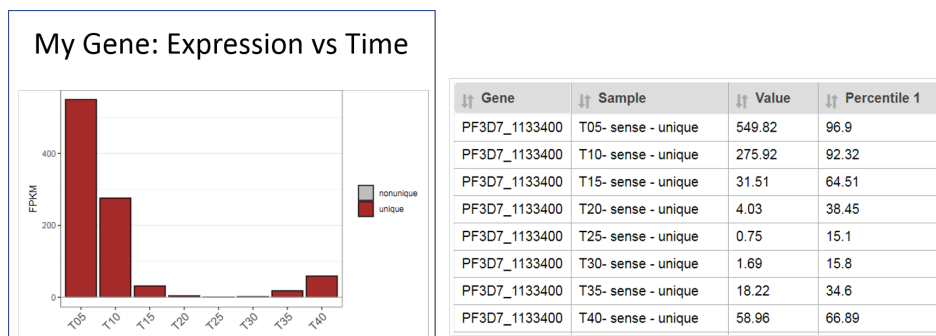 My Gene: Expression vs Time
400
200
0
FPKM
nonunique
unique
T05 T10 T15 T20 T25 T30 T35 T40
Gene Sample Value Percentile 1
PF3D7_1133400 T05- sense - unique 549.82 96.9
PF3D7_1133400 T10- sense - unique 275.92 92.32
PF3D7_1133400 T15- sense - unique 31.51 64.51
PF3D7_1133400 T20- sense - unique 4.03 38.45
PF3D7_1133400 T25- sense - unique 0.75 15.1
PF3D7_1133400 T30- sense - unique 1.69 15.8
PF3D7_1133400 T35- sense - unique 18.22 34.6
PF3D7_1133400 T40- sense - unique 58.96 66.89